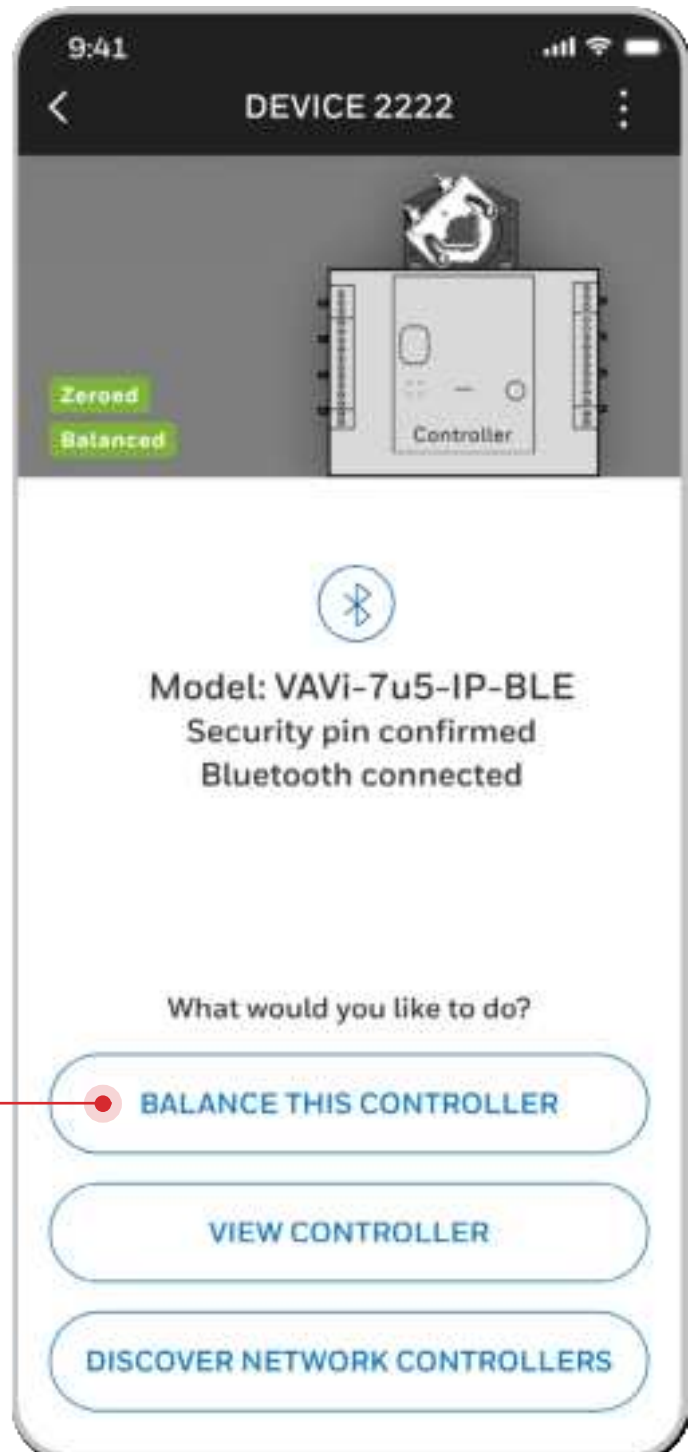 9:41
DEVICE 2222
Zeroed
Balanced
Controller
Model: VAVi-7u5-IP-BLE
Security pin confirmed
Bluetooth connected
What would you like to do?
BALANCE THIS CONTROLLER
VIEW CONTROLLER
DISCOVER NETWORK CONTROLLERS